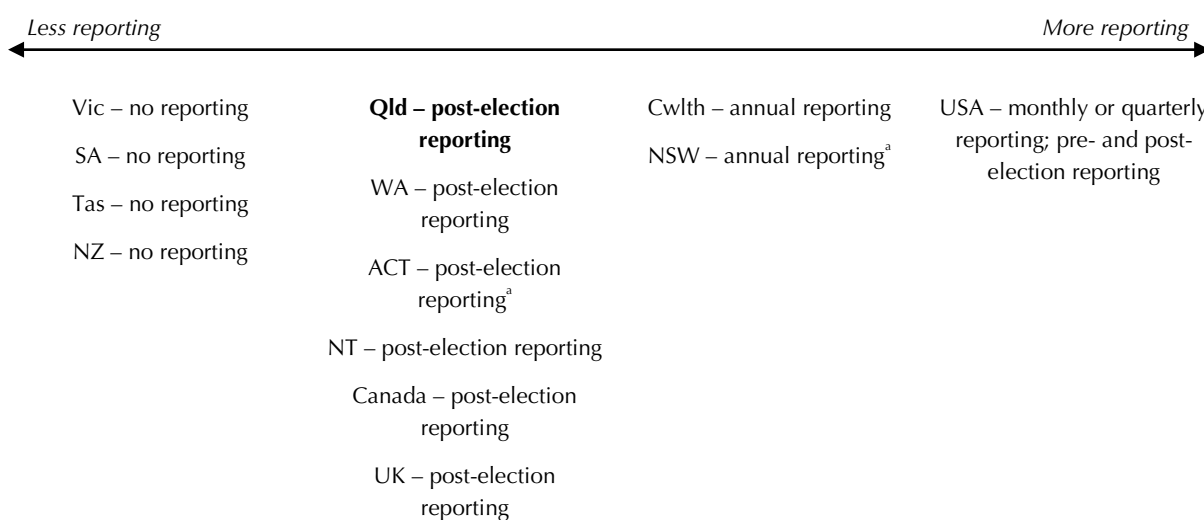 Less reporting
More reporting
Vic – no reporting
SA – no reporting
Tas – no reporting
NZ – no reporting
Qld – post-election
reporting
WA – post-election
reporting
ACT – post-election
reportingᵃ
NT – post-election reporting
Canada – post-election
reporting
UK – post-election
reporting
Cwlth – annual reporting
NSW – annual reportingᵃ
USA – monthly or quarterly
reporting; pre- and post-
election reporting